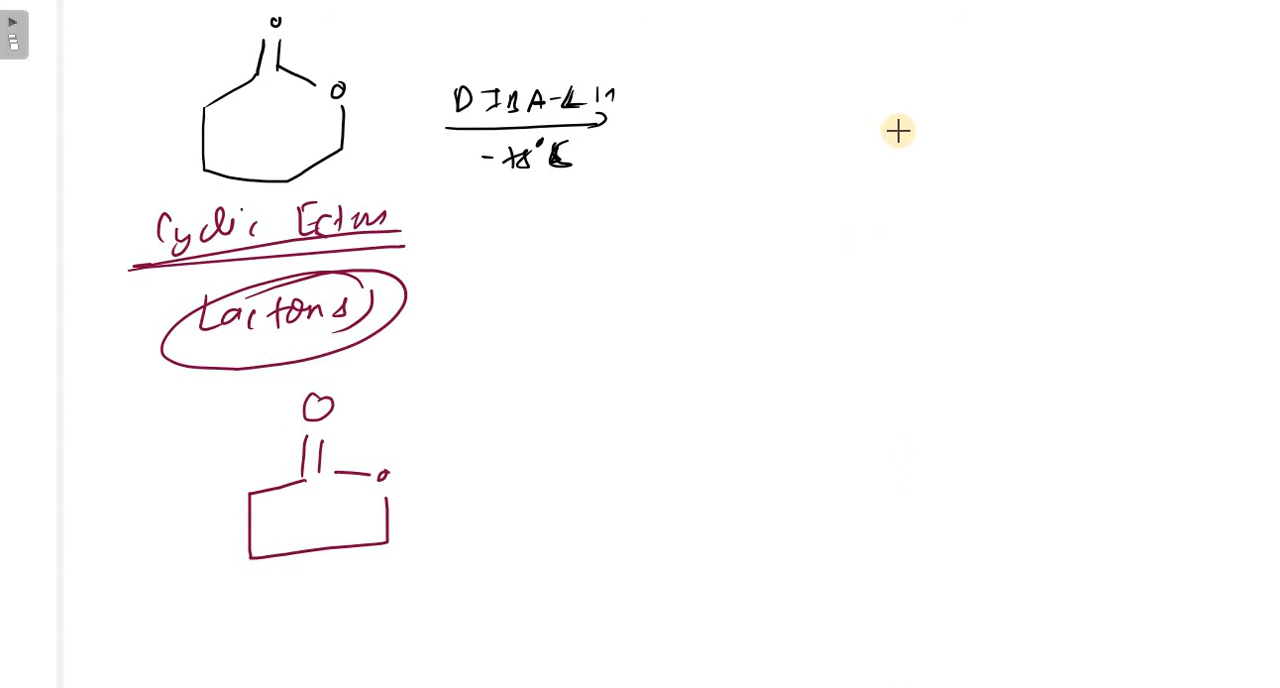 O
O
DIBA-L H
-78°C
Cyclic Esters
(Lactons)
O
O